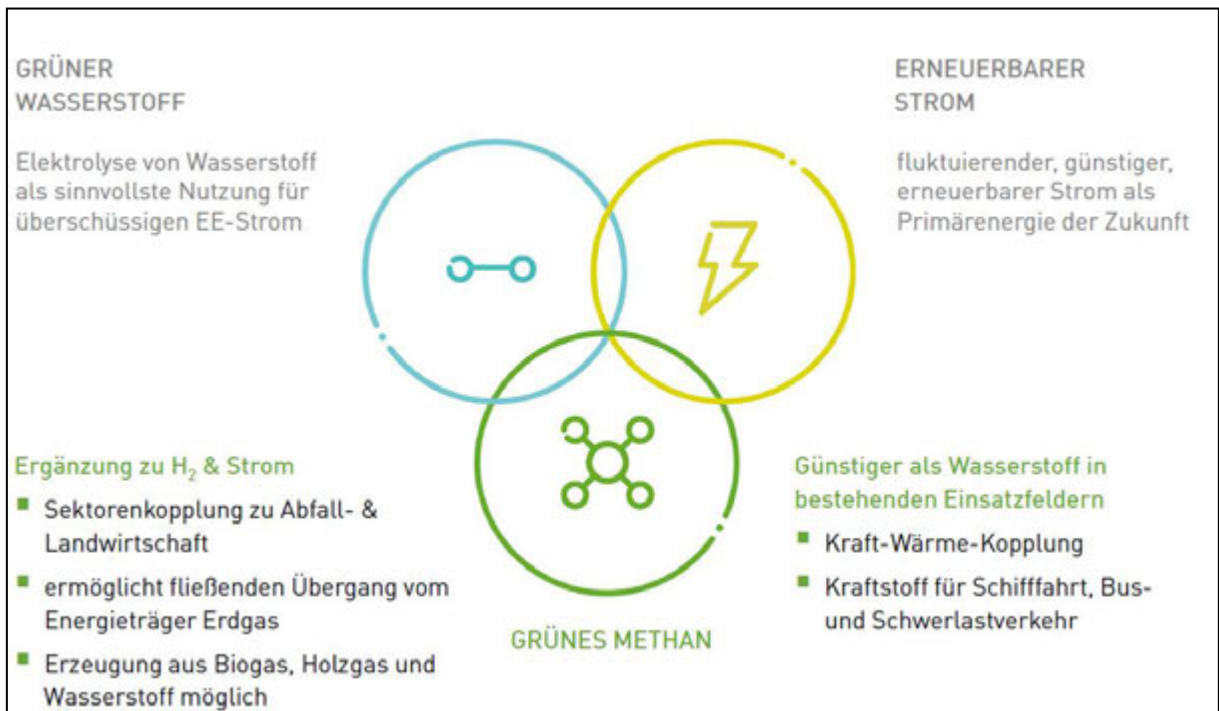 GRÜNER
WASSERSTOFF
Elektrolyse von Wasserstoff
als sinnvollste Nutzung für
überschüssigen EE-Strom
ERNEUERBARER
STROM
fluktuierender, günstiger,
erneuerbarer Strom als
Primärenergie der Zukunft
Ergänzung zu H₂ & Strom
Sektorenkopplung zu Abfall- &
Landwirtschaft
ermöglicht fließenden Übergang vom
Energieträger Erdgas
Erzeugung aus Biogas, Holzgas und
Wasserstoff möglich
GRÜNES METHAN
Günstiger als Wasserstoff in
bestehenden Einsatzfeldern
Kraft-Wärme-Kopplung
Kraftstoff für Schifffahrt, Bus-
und Schwerlastverkehr